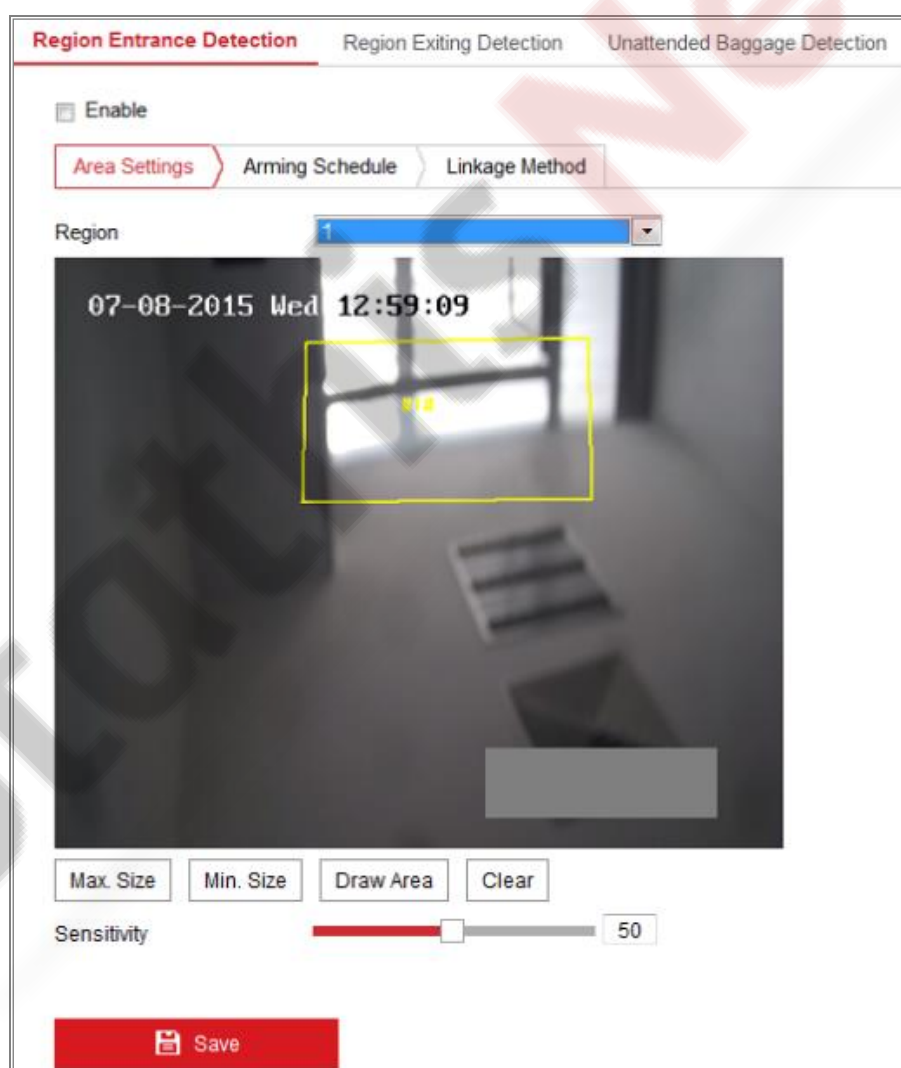 Region Entrance Detection Region Exiting Detection Unattended Baggage Detection
Enable
Area Settings Arming Schedule Linkage Method
Region 1
07-08-2015 Wed 12:59:09
#1#
Max. Size Min. Size Draw Area Clear
Sensitivity 50
Save